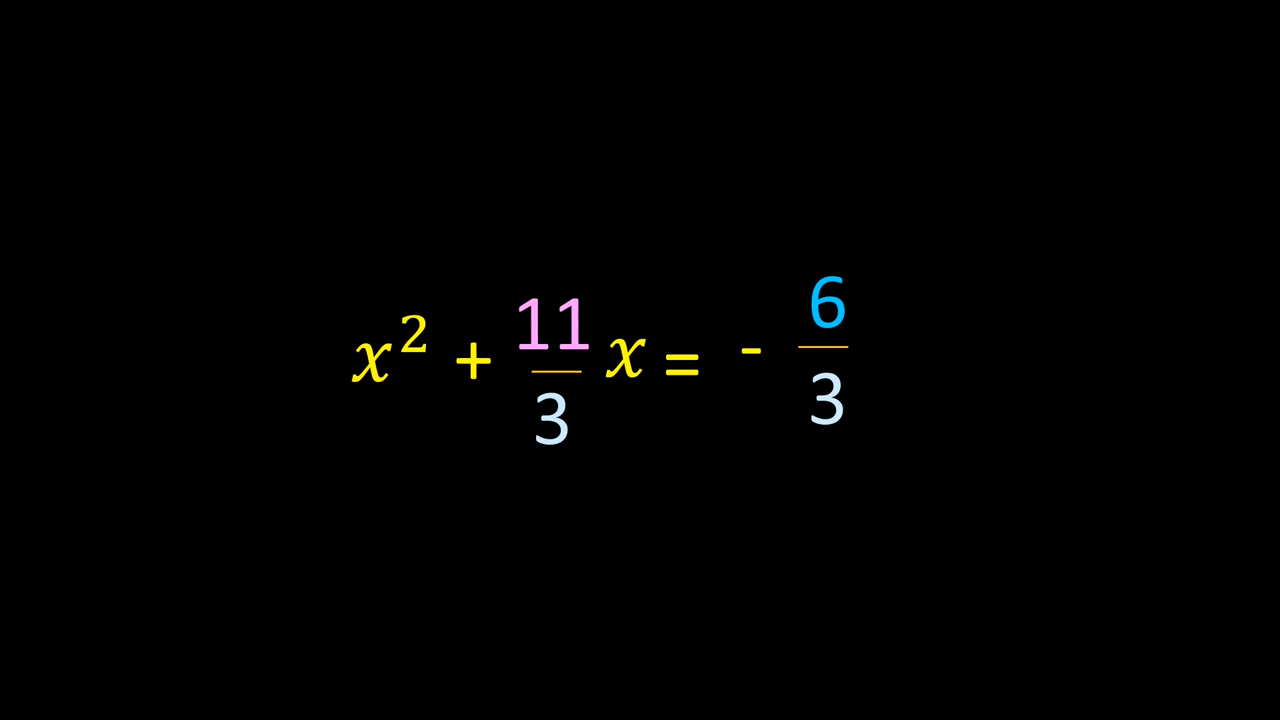 x² + 11/3 x = - 6/3